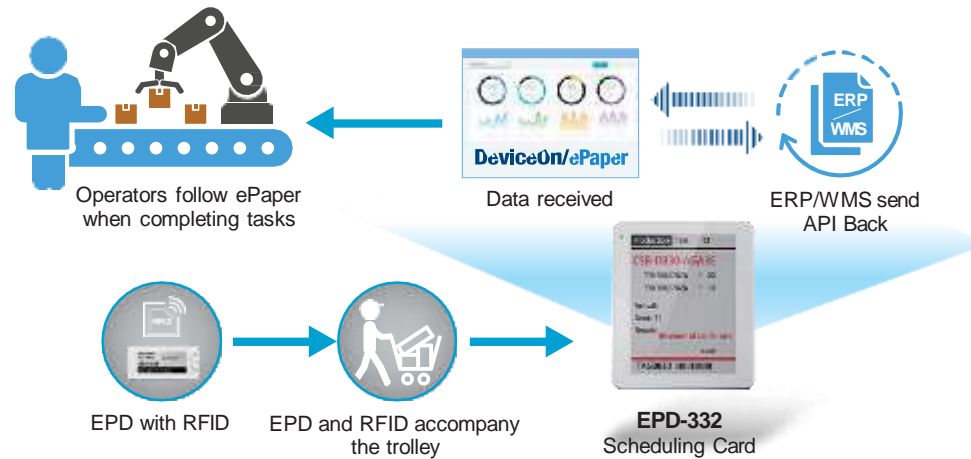 ERP
WMS
DeviceOn/ePaper
Operators follow ePaper
when completing tasks
Data received
ERP/WMS send
API Back
EPD with RFID
EPD and RFID accompany
the trolley
EPD-332
Scheduling Card